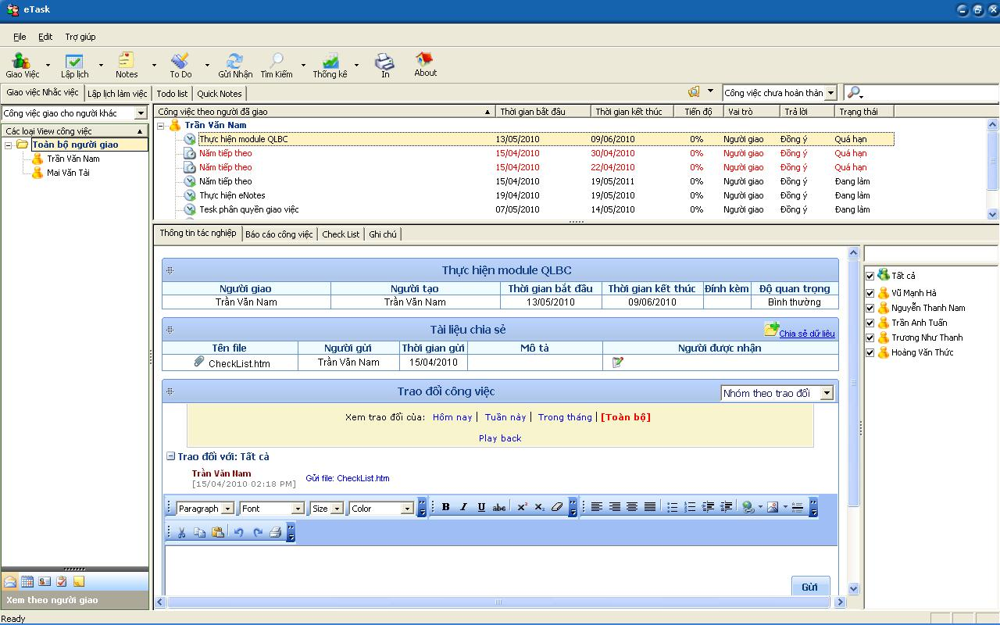 eTask
File Edit Trợ giúp
Giao Việc Lập lịch Notes To Do Gửi Nhận Tìm Kiếm Thống kê In About
Giao việc Nhắc việc Lập lịch làm việc Todo list Quick Notes Công việc chưa hoàn thàn
Công việc giao cho người khác
Các loại View công việc
Toàn bộ người giao
Trần Văn Nam
Mai Văn Tài
Công việc theo người đã giao Thời gian bắt đầu Thời gian kết thúc Tiến độ Vai trò Trả lời Trạng thái
Trần Văn Nam
Thực hiện module QLBC 13/05/2010 09/06/2010 0% Người giao Đồng ý Quá hạn
Năm tiếp theo 15/04/2010 30/04/2010 0% Người giao Đồng ý Quá hạn
Năm tiếp theo 15/04/2010 22/04/2010 0% Người giao Đồng ý Quá hạn
Năm tiếp theo 15/04/2010 19/05/2011 0% Người giao Đồng ý Đang làm
Thực hiện eNotes 19/04/2010 19/05/2010 0% Người giao Đồng ý Đang làm
Tesk phân quyền giao việc 07/05/2010 14/05/2010 0% Người giao Đồng ý Đang làm
Thông tin tác nghiệp Báo cáo công việc Check List Ghi chú
Thực hiện module QLBC
Người giao Người tạo Thời gian bắt đầu Thời gian kết thúc Đính kèm Độ quan trọng
Trần Văn Nam Trần Văn Nam 13/05/2010 09/06/2010 Bình thường
Tài liệu chia sẻ Chia sẻ dữ liệu
Tên file Người gửi Thời gian gửi Mô tả Người được nhận
CheckList.htm Trần Văn Nam 15/04/2010
Trao đổi công việc Nhóm theo trao đổi
Xem trao đổi của: Hôm nay | Tuần này | Trong tháng | [Toàn bộ]
Play back
Trao đổi với: Tất cả
Trần Văn Nam
[15/04/2010 02:18 PM] Gửi file: CheckList.htm
Paragraph Font Size Color B I U abc x² x₂
Gửi
Tất cả
Vũ Mạnh Hà
Nguyễn Thanh Nam
Trần Anh Tuấn
Trương Như Thanh
Hoàng Văn Thức
Xem theo người giao
Ready